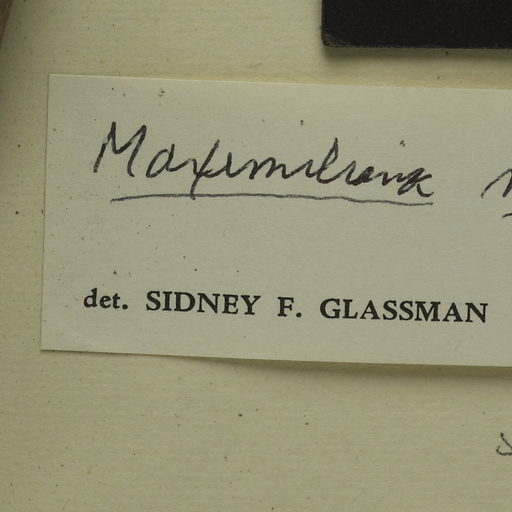 Maximiliana
det. SIDNEY F. GLASSMAN